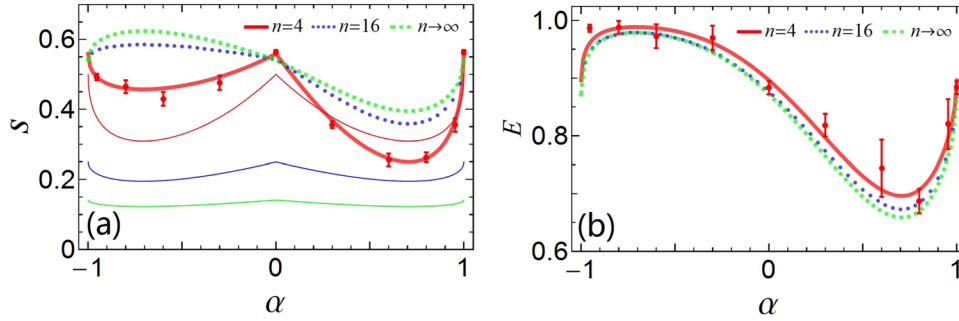 n=4 n=16 n→∞
0.6
0.4
0.2
0
S
(a)
−1 0 1
α
n=4 n=16 n→∞
1.0
0.8
0.6
E
(b)
−1 0 1
α